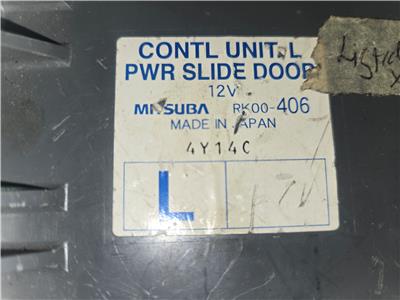 CONTL UNIT, L
PWR SLIDE DOOR
12V
MITSUBA RK00-406
MADE IN JAPAN
4Y14C
L